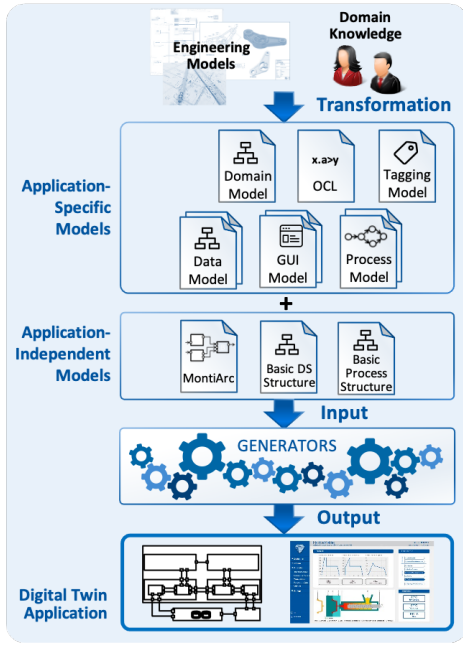 Engineering
Models
Domain
Knowledge
Transformation
Application-
Specific
Models
Domain
Model
x.a>y
OCL
Tagging
Model
Data
Model
GUI
Model
Process
Model
+
Application-
Independent
Models
MontiArc
Basic DS
Structure
Basic
Process
Structure
Input
GENERATORS
Output
Digital Twin
Application